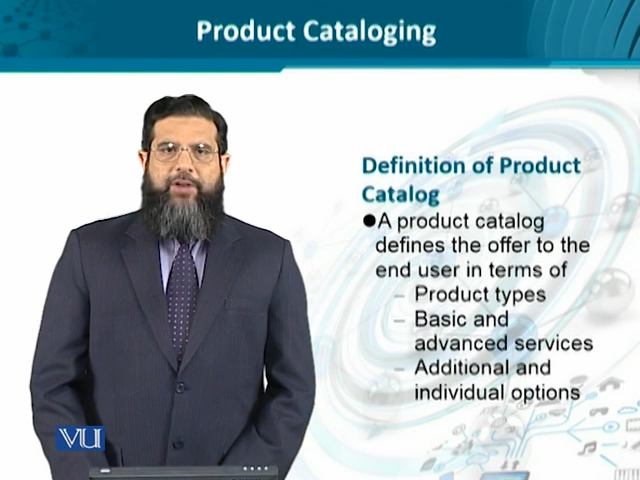 Product Cataloging
Definition of Product
Catalog
●A product catalog
defines the offer to the
end user in terms of
– Product types
– Basic and
advanced services
– Additional and
individual options
VU